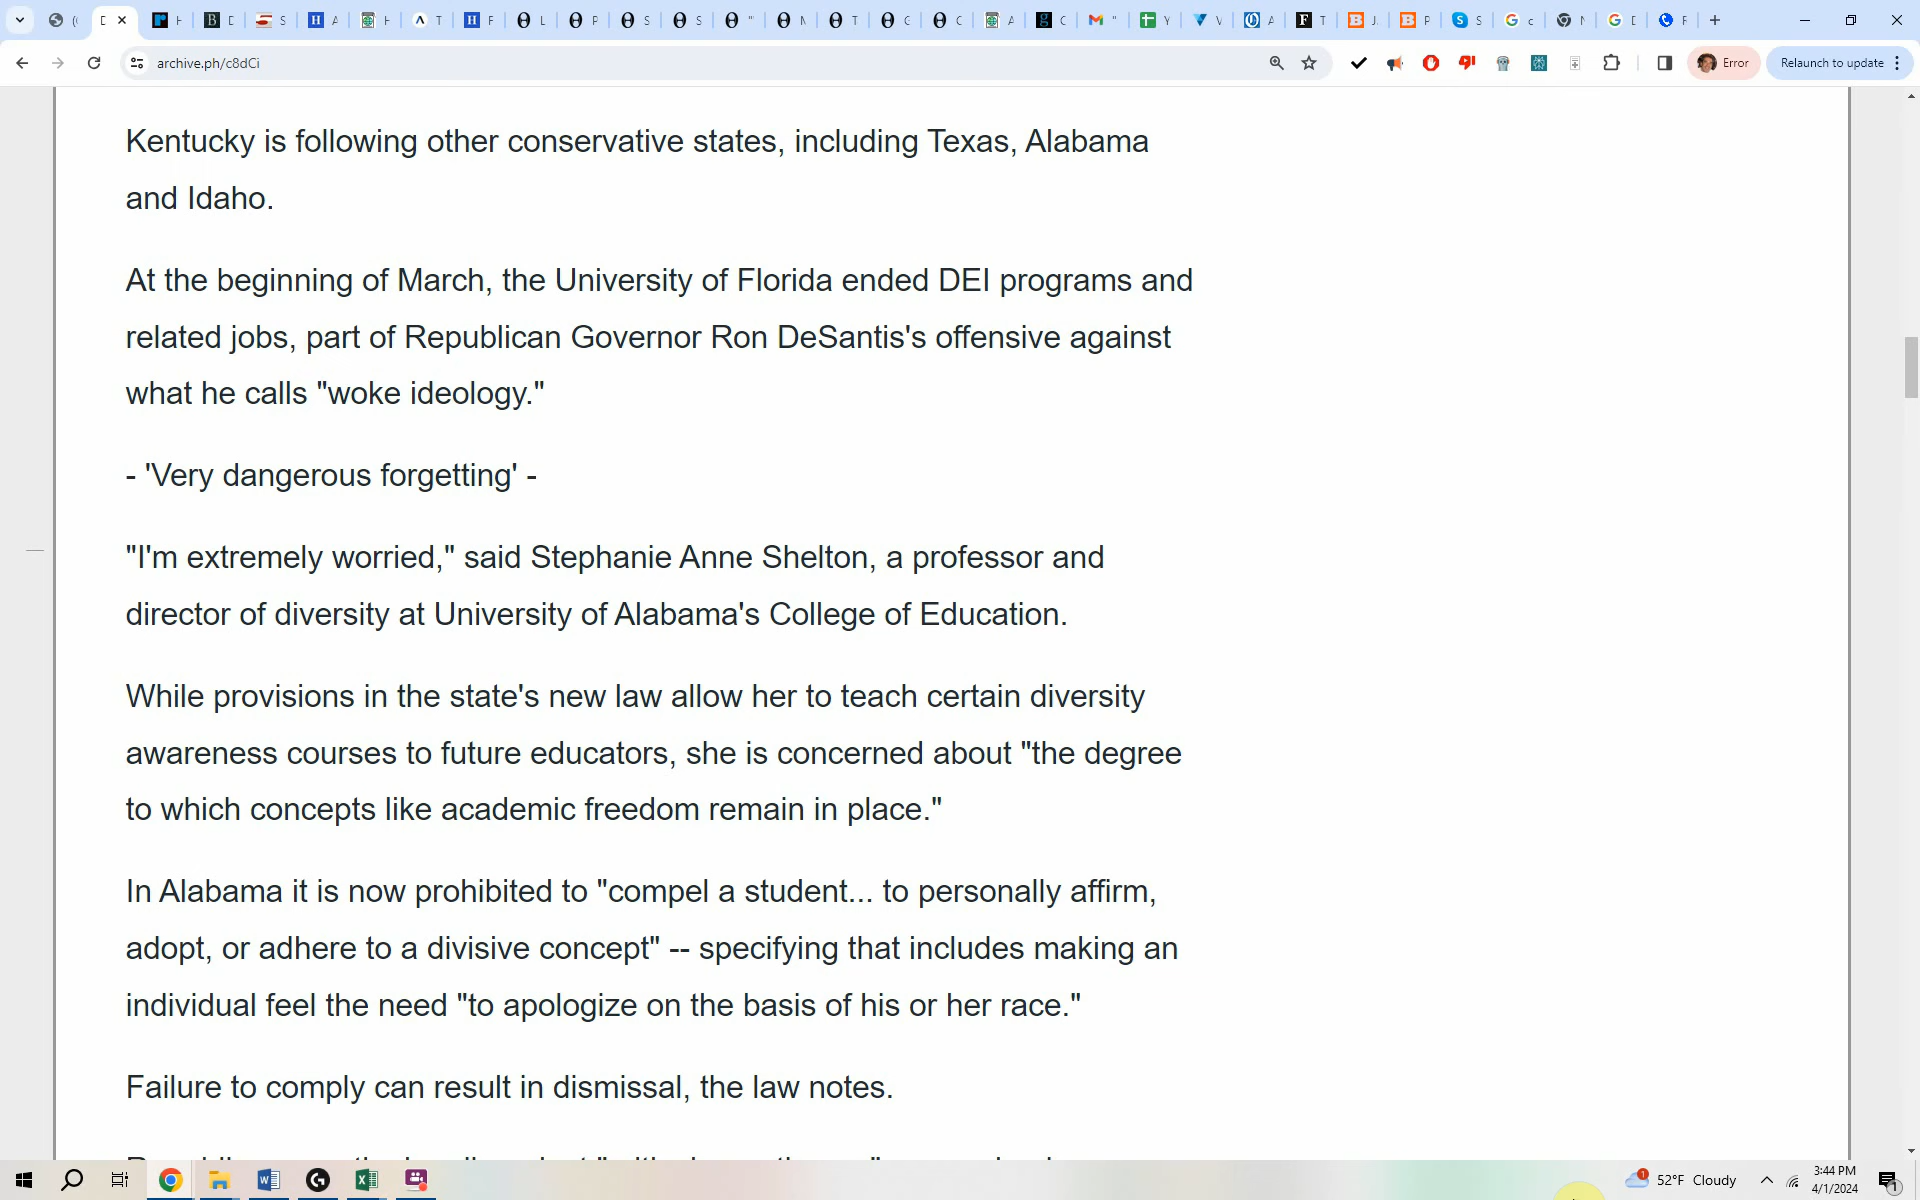 archive.ph/c8dCi
Error
Relaunch to update
Kentucky is following other conservative states, including Texas, Alabama
and Idaho.
At the beginning of March, the University of Florida ended DEI programs and
related jobs, part of Republican Governor Ron DeSantis's offensive against
what he calls "woke ideology."
- 'Very dangerous forgetting' -
"I'm extremely worried," said Stephanie Anne Shelton, a professor and
director of diversity at University of Alabama's College of Education.
While provisions in the state's new law allow her to teach certain diversity
awareness courses to future educators, she is concerned about "the degree
to which concepts like academic freedom remain in place."
In Alabama it is now prohibited to "compel a student... to personally affirm,
adopt, or adhere to a divisive concept" -- specifying that includes making an
individual feel the need "to apologize on the basis of his or her race."
Failure to comply can result in dismissal, the law notes.
52°F Cloudy
3:44 PM
4/1/2024